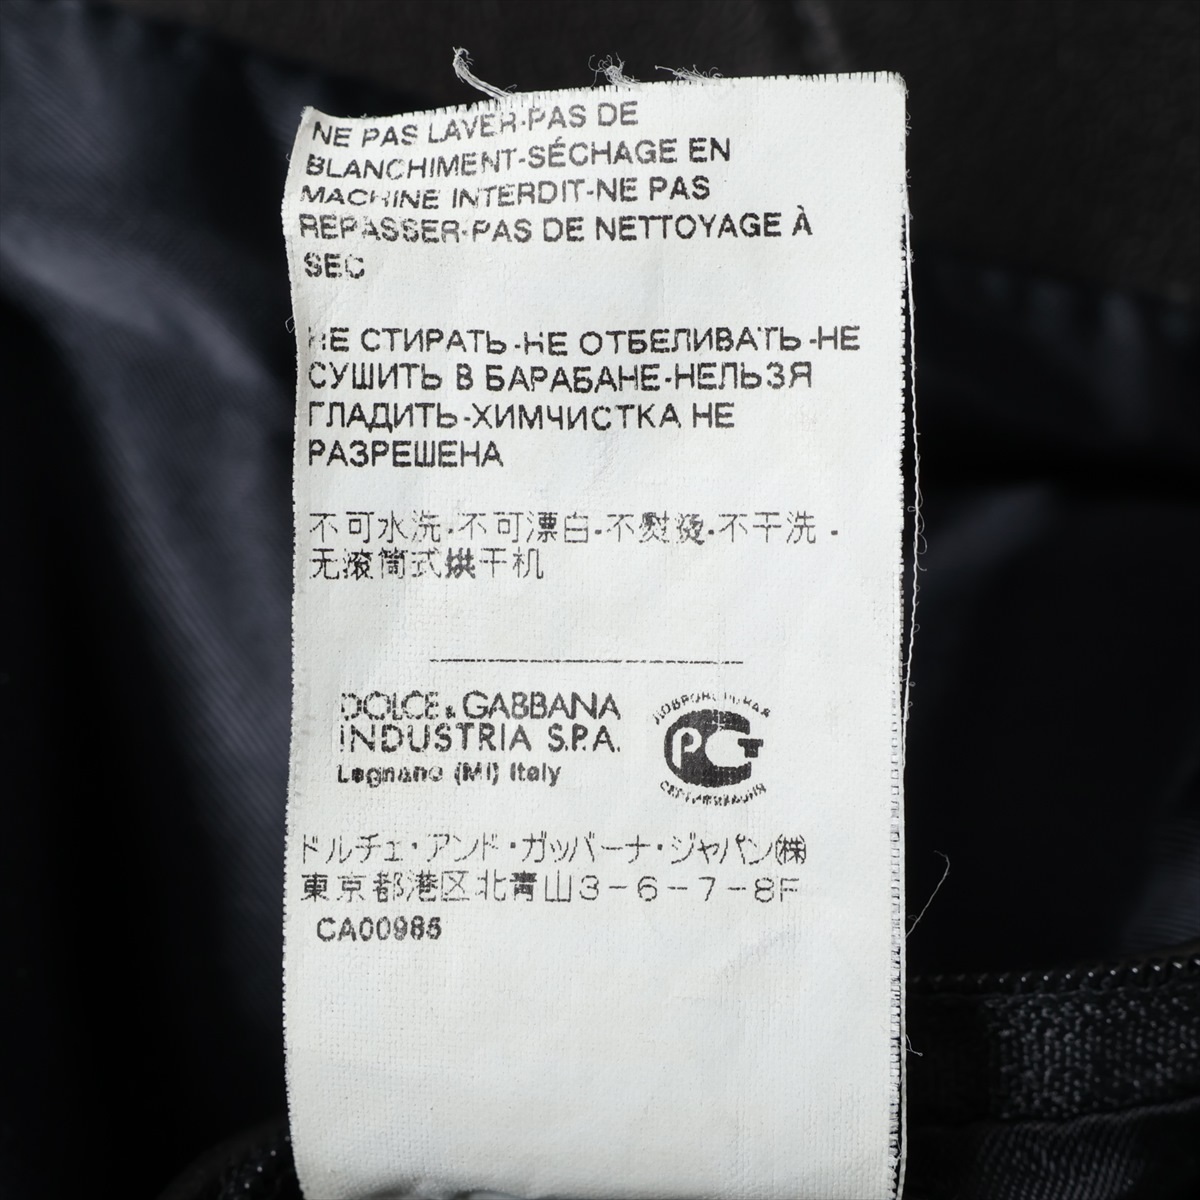 NE PAS LAVER-PAS DE
BLANCHIMENT-SÉCHAGE EN
MACHINE INTERDIT-NE PAS
REPASSER-PAS DE NETTOYAGE À
SEC
НЕ СТИРАТЬ-НЕ ОТБЕЛИВАТЬ-НЕ
СУШИТЬ В БАРАБАНЕ-НЕЛЬЗЯ
ГЛАДИТЬ-ХИМЧИСТКА НЕ
РАЗРЕШЕНА
不可水洗·不可漂白·不熨烫·不干洗·
无滚筒式烘干机
DOLCE & GABBANA
INDUSTRIA S.P.A.
Legnano (MI) Italy
ДОБРОВОЛЬНАЯ
РСТ
СЕРТИФИКАЦИЯ
ドルチェ・アンド・ガッバーナ・ジャパン㈱
東京都港区北青山3-6-7-8F
CA00985